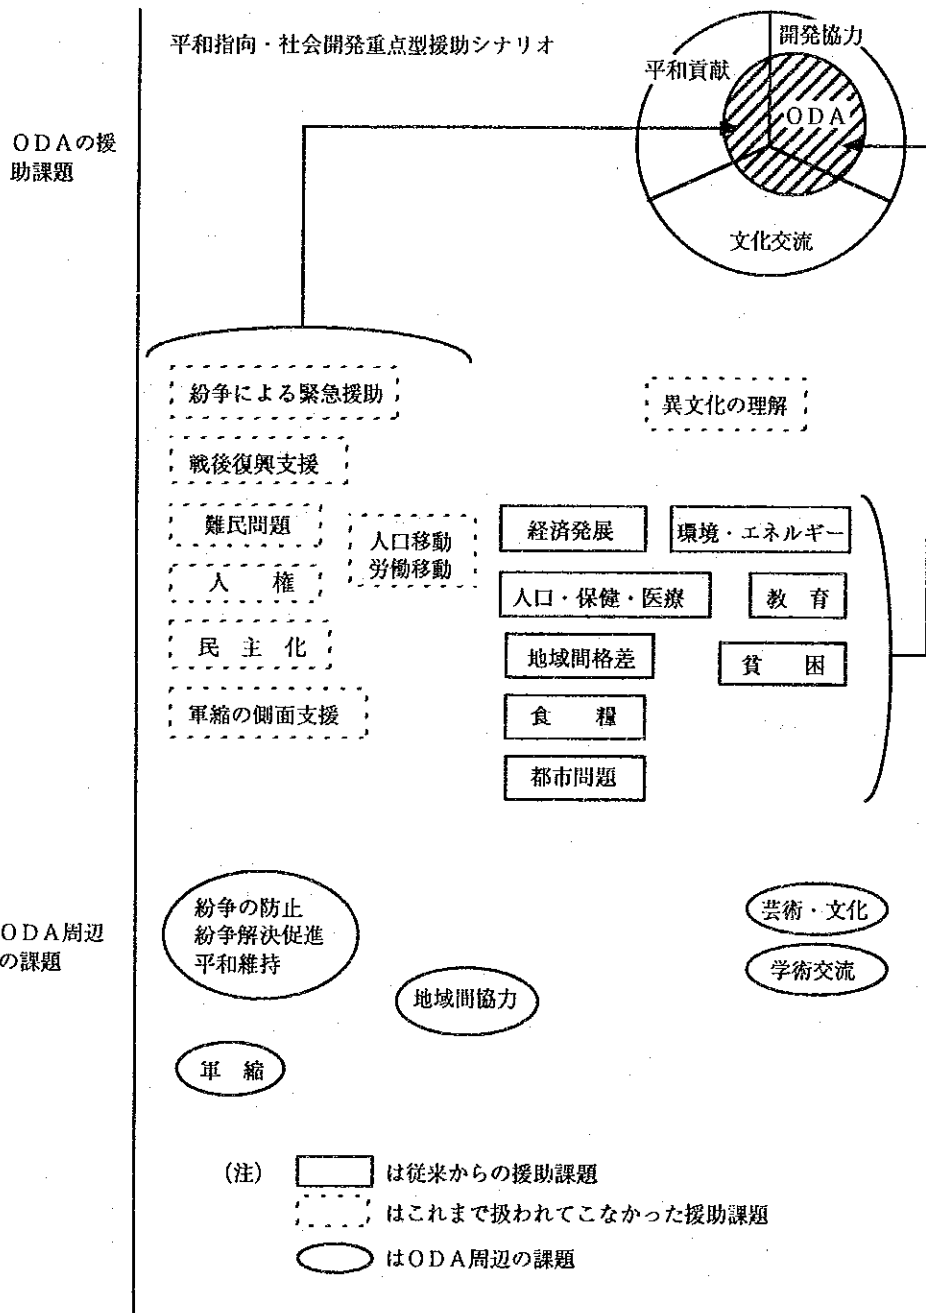 平和指向・社会開発重点型援助シナリオ
開発協力
平和貢献
ODA
文化交流
ODAの援
助課題
紛争による緊急援助
異文化の理解
戦後復興支援
難民問題
人口移動
労働移動
経済発展
環境・エネルギー
人 権
人口・保健・医療
教 育
民 主 化
地域間格差
貧 困
軍縮の側面支援
食 糧
都市問題
ODA周辺
の課題
紛争の防止
紛争解決促進
平和維持
芸術・文化
学術交流
地域間協力
軍 縮
(注) は従来からの援助課題
はこれまで扱われてこなかった援助課題
はODA周辺の課題